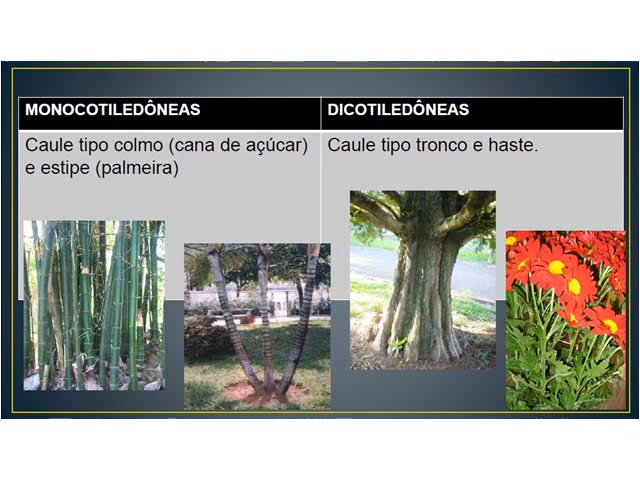 MONOCOTILEDÔNEAS
DICOTILEDÔNEAS
Caule tipo colmo (cana de açúcar)
e estipe (palmeira)
Caule tipo tronco e haste.